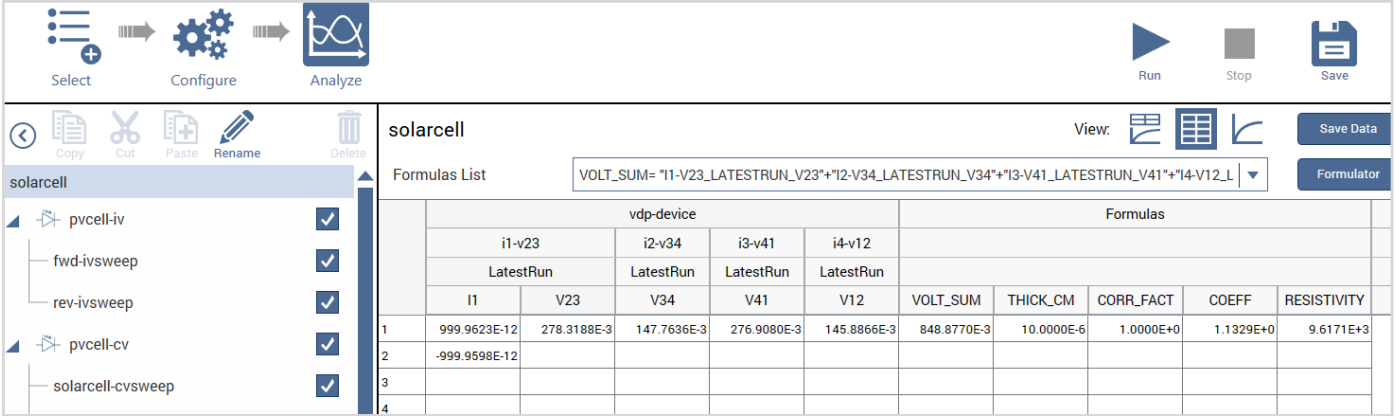 Select Configure Analyze Run Stop Save
Copy Cut Paste Rename Delete
solarcell View: Save Data
Formulas List VOLT_SUM= "I1-V23_LATESTRUN_V23"+"I2-V34_LATESTRUN_V34"+"I3-V41_LATESTRUN_V41"+"I4-V12_L Formulator
solarcell
pvcell-iv
fwd-ivsweep
rev-ivsweep
pvcell-cv
solarcell-cvsweep
vdp-device Formulas
i1-v23 i2-v34 i3-v41 i4-v12
LatestRun LatestRun LatestRun LatestRun
I1 V23 V34 V41 V12 VOLT_SUM THICK_CM CORR_FACT COEFF RESISTIVITY
1 999.9623E-12 278.3188E-3 147.7636E-3 276.9080E-3 145.8866E-3 848.8770E-3 10.0000E-6 1.0000E+0 1.1329E+0 9.6171E+3
2 -999.9598E-12
3
4